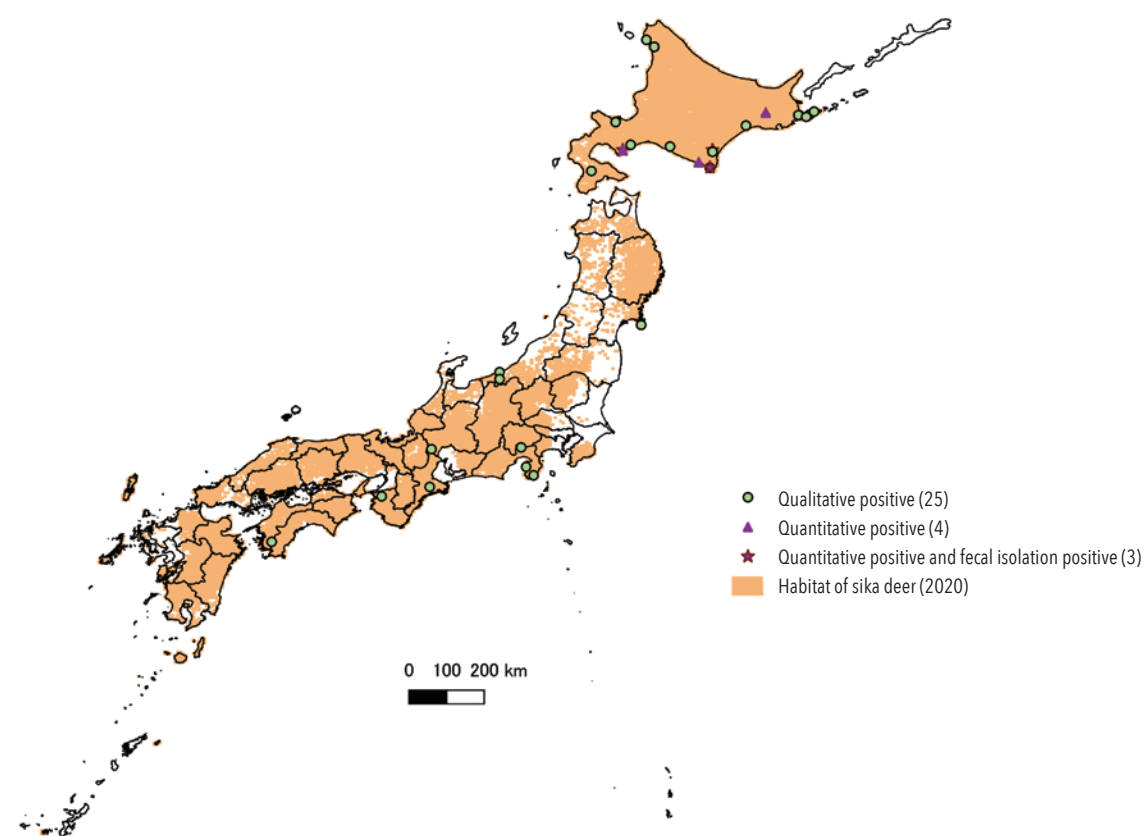 Qualitative positive (25)
Quantitative positive (4)
Quantitative positive and fecal isolation positive (3)
Habitat of sika deer (2020)
0 100 200 km